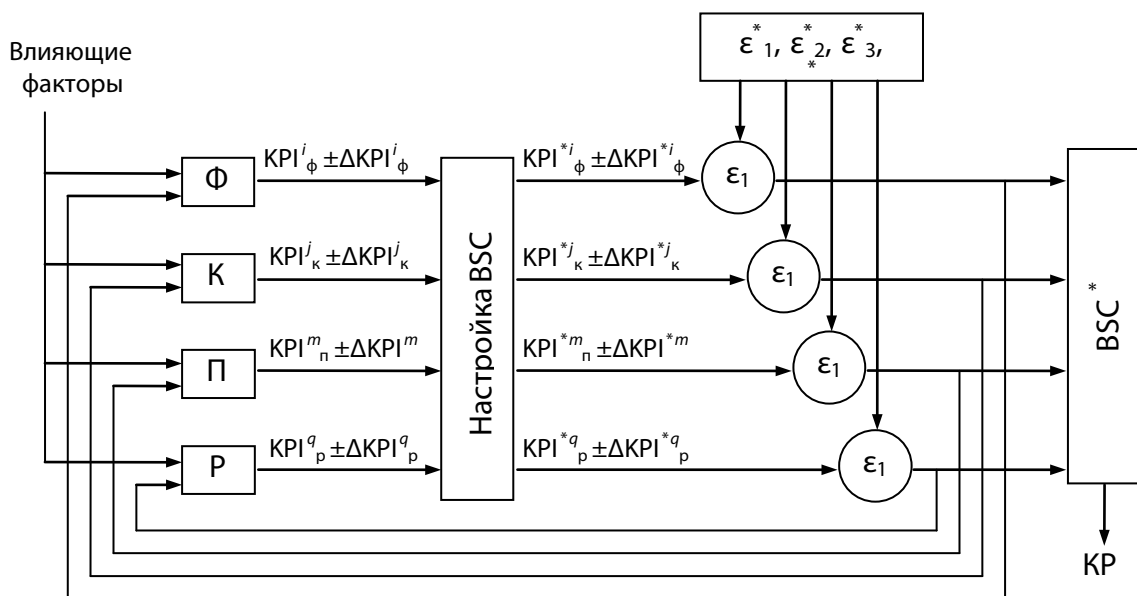 Влияющие
факторы
ε*1, ε*2, ε*3,
*
Ф
KPIiф ±ΔKPIiф
KPI*iф ±ΔKPI*iф
ε1
К
KPIjк ±ΔKPIjк
KPI*jк ±ΔKPI*jк
ε1
П
KPImп ±ΔKPIm
KPI*mп ±ΔKPI*m
ε1
Р
KPIqр ±ΔKPIqр
KPI*qр ±ΔKPI*qр
ε1
Настройка BSC
BSC*
КР